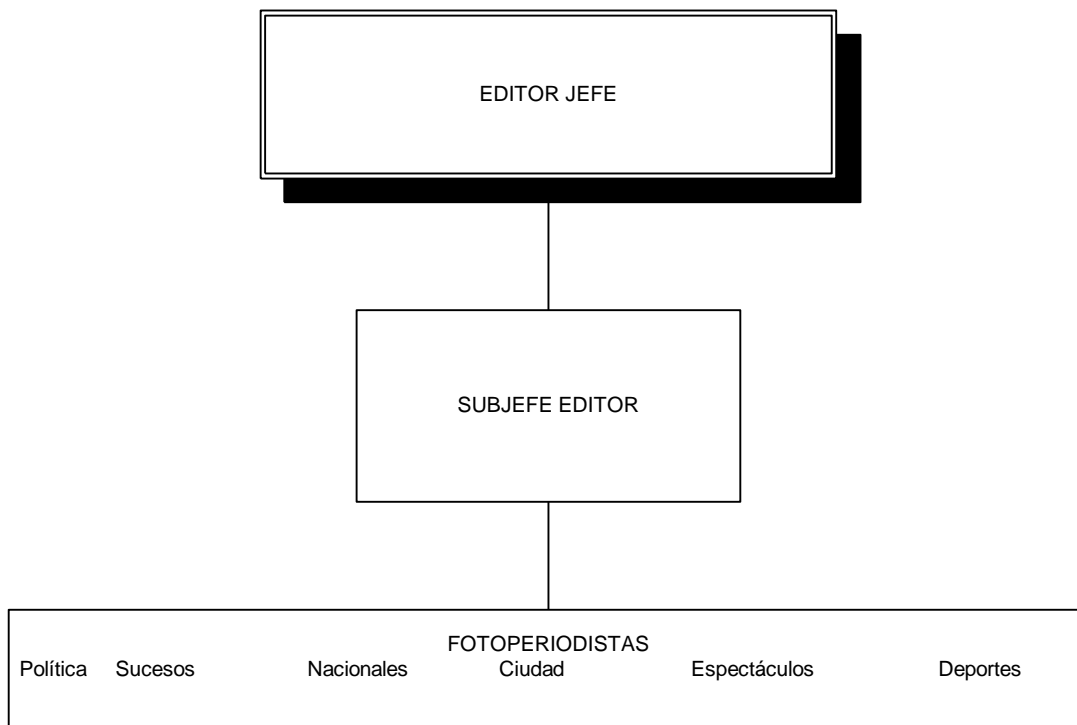 EDITOR JEFE
SUBJEFE EDITOR
FOTOPERIODISTAS
Política Sucesos Nacionales Ciudad Espectáculos Deportes